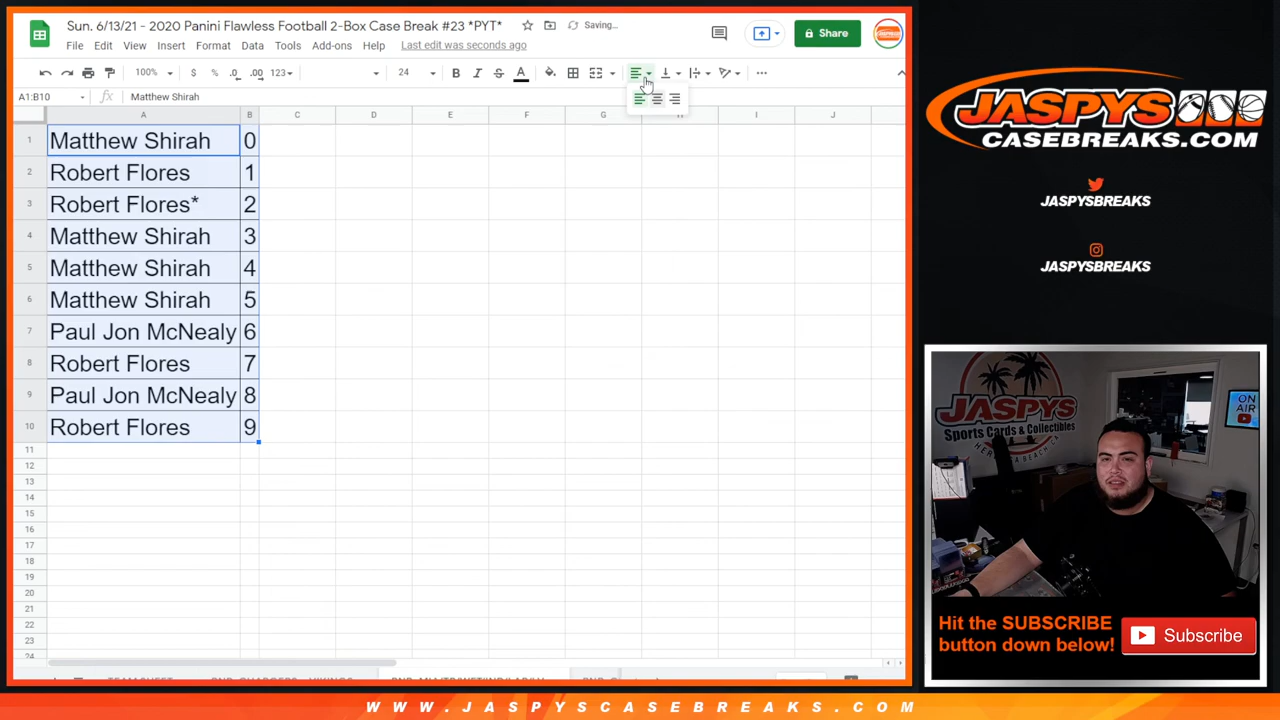 Sun. 6/13/21 - 2020 Panini Flawless Football 2-Box Case Break #23 *PYT*
Saving...
File Edit View Insert Format Data Tools Add-ons Help Last edit was seconds ago
Share
100% $ % .0 .00 123 24 B I S A
A1:B10 fx Matthew Shirah
A B C D E F G H I J
1 Matthew Shirah 0
2 Robert Flores 1
3 Robert Flores* 2
4 Matthew Shirah 3
5 Matthew Shirah 4
6 Matthew Shirah 5
7 Paul Jon McNealy 6
8 Robert Flores 7
9 Paul Jon McNealy 8
10 Robert Flores 9
11
12
13
14
15
16
17
18
19
20
21
22
23
24
JASPYS
CASEBREAKS.COM
JASPYSBREAKS
JASPYSBREAKS
JASPYS
Sports Cards & Collectibles
ON
AIR
Hit the SUBSCRIBE
button down below!
Subscribe
WWW.JASPYSCASEBREAKS.COM